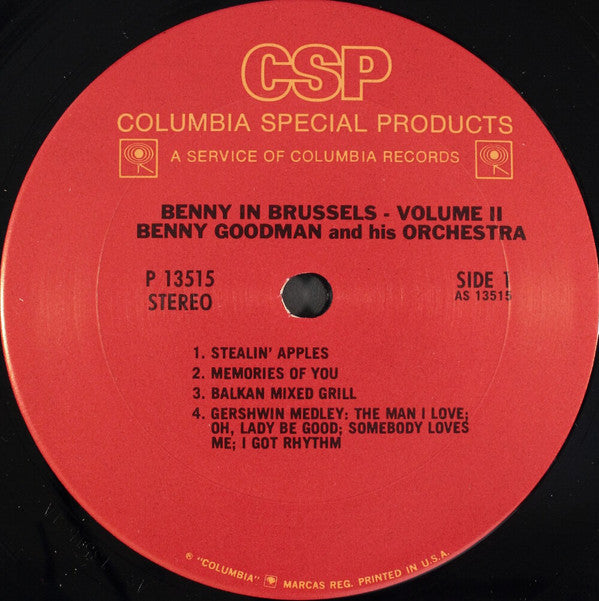 CSP
COLUMBIA SPECIAL PRODUCTS
A SERVICE OF COLUMBIA RECORDS
BENNY IN BRUSSELS - VOLUME II
BENNY GOODMAN and his ORCHESTRA
P 13515
STEREO
SIDE 1
AS 13515
1. STEALIN' APPLES
2. MEMORIES OF YOU
3. BALKAN MIXED GRILL
4. GERSHWIN MEDLEY: THE MAN I LOVE;
OH, LADY BE GOOD; SOMEBODY LOVES
ME; I GOT RHYTHM
® "COLUMBIA" MARCAS REG. PRINTED IN U.S.A.